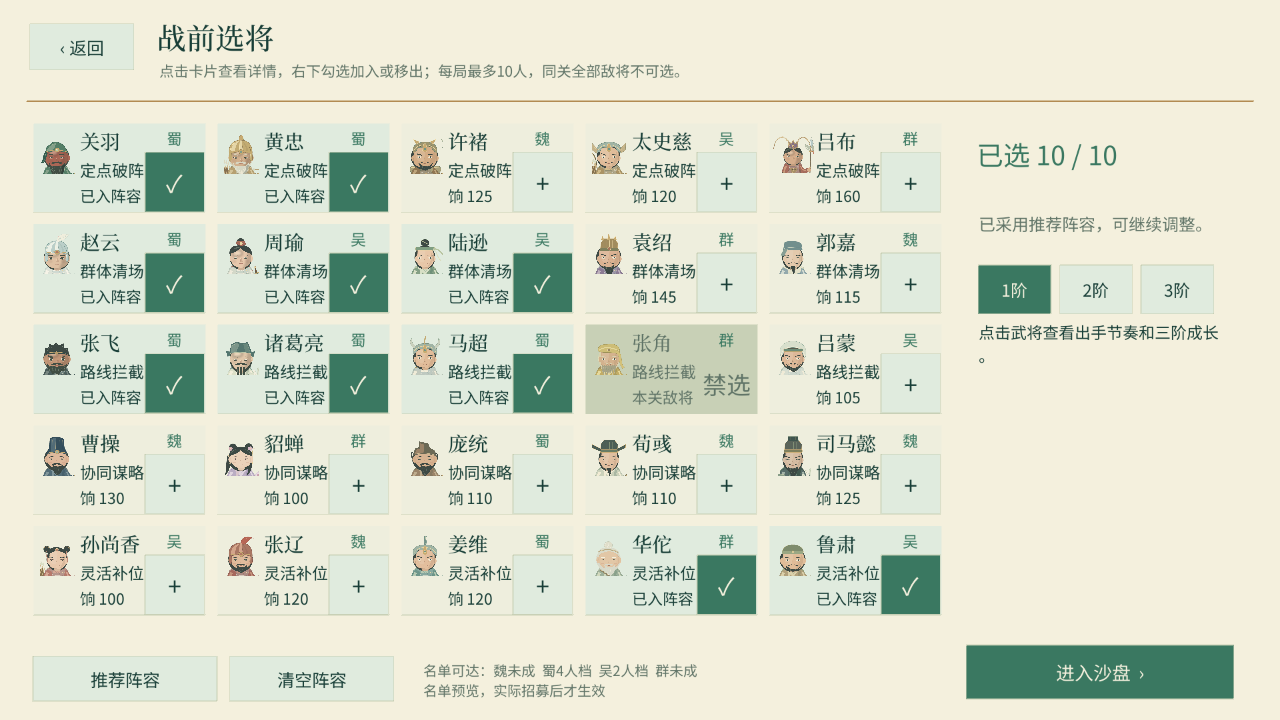 ‹ 返回
战前选将
点击卡片查看详情，右下勾选加入或移出；每局最多10人，同关全部敌将不可选。
关羽 蜀
定点破阵
已入阵容 ✓
黄忠 蜀
定点破阵
已入阵容 ✓
许褚 魏
定点破阵
饷 125 +
太史慈 吴
定点破阵
饷 120 +
吕布 群
定点破阵
饷 160 +
赵云 蜀
群体清场
已入阵容 ✓
周瑜 吴
群体清场
已入阵容 ✓
陆逊 吴
群体清场
已入阵容 ✓
袁绍 群
群体清场
饷 145 +
郭嘉 魏
群体清场
饷 115 +
张飞 蜀
路线拦截
已入阵容 ✓
诸葛亮 蜀
路线拦截
已入阵容 ✓
马超 蜀
路线拦截
已入阵容 ✓
张角 群
路线拦截
本关敌将 禁选
吕蒙 吴
路线拦截
饷 105 +
曹操 魏
协同谋略
饷 130 +
貂蝉 群
协同谋略
饷 100 +
庞统 蜀
协同谋略
饷 110 +
荀彧 魏
协同谋略
饷 110 +
司马懿 魏
协同谋略
饷 125 +
孙尚香 吴
灵活补位
饷 100 +
张辽 魏
灵活补位
饷 120 +
姜维 蜀
灵活补位
饷 120 +
华佗 群
灵活补位
已入阵容 ✓
鲁肃 吴
灵活补位
已入阵容 ✓
已选 10 / 10
已采用推荐阵容，可继续调整。
1阶 2阶 3阶
点击武将查看出手节奏和三阶成长
。
推荐阵容
清空阵容
名单可达：魏未成 蜀4人档 吴2人档 群未成
名单预览，实际招募后才生效
进入沙盘 ›